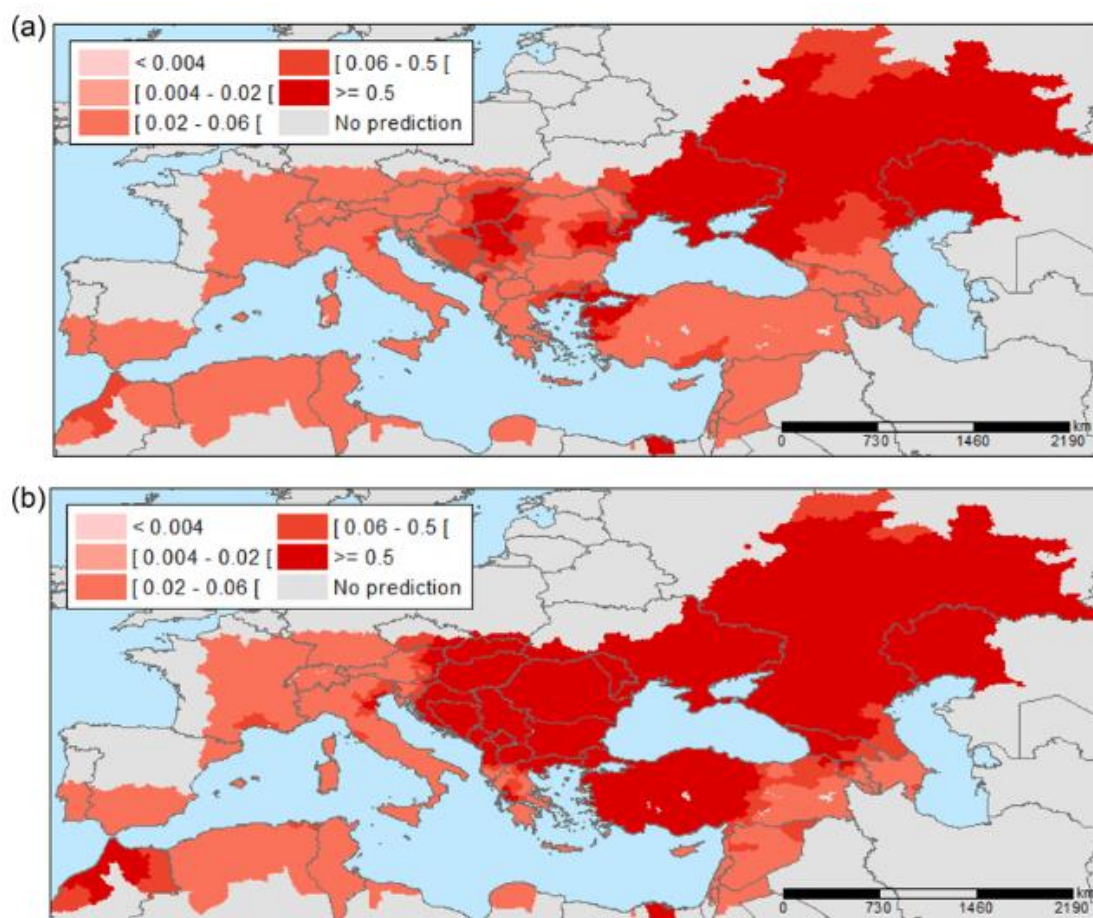 (a)
< 0.004 [ 0.06 - 0.5 [
[ 0.004 - 0.02 [ >= 0.5
[ 0.02 - 0.06 [ No prediction
km
0 730 1460 2190
(b)
< 0.004 [ 0.06 - 0.5 [
[ 0.004 - 0.02 [ >= 0.5
[ 0.02 - 0.06 [ No prediction
km
0 730 1460 2190